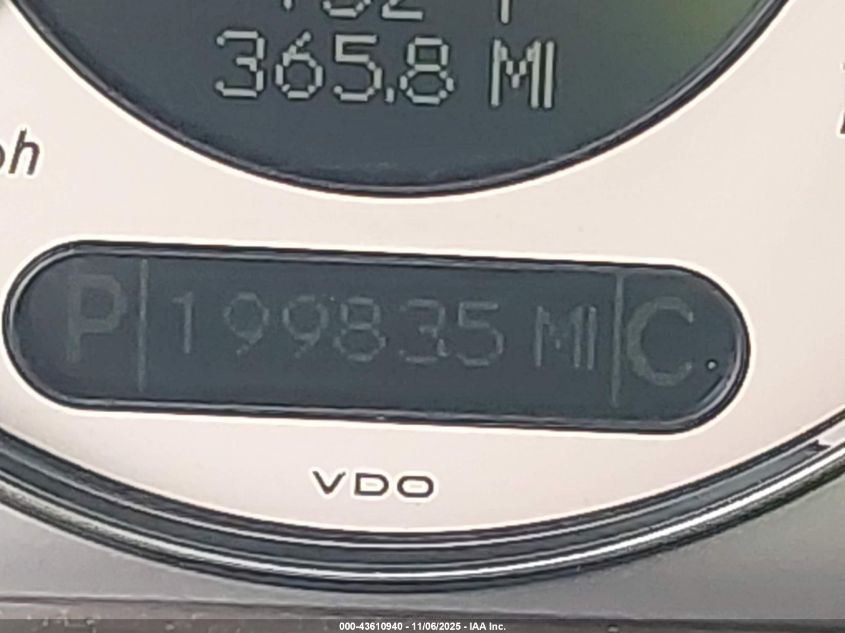 365.8 MI
ph
P 199835 MI C
VDO
000-43610940 - 11/06/2025 - IAA Inc.